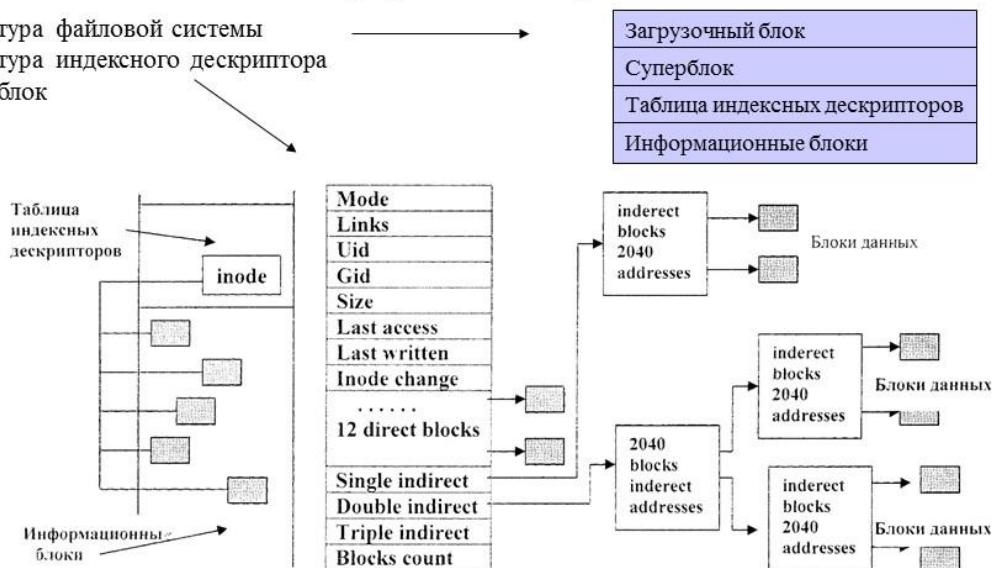 тура файловой системы
тура индексного дескриптора
блок
Загрузочный блок
Суперблок
Таблица индексных дескрипторов
Информационные блоки
Таблица
индексных
дескрипторов
inode
Информационны
блоки
Mode
Links
Uid
Gid
Size
Last access
Last written
Inode change
......
12 direct blocks
Single indirect
Double indirect
Triple indirect
Blocks count
inderect
blocks
2040
addresses
Блоки данных
2040
blocks
inderect
addresses
inderect
blocks
2040
addresses
Блоки данных
inderect
blocks
2040
addresses
Блоки данных